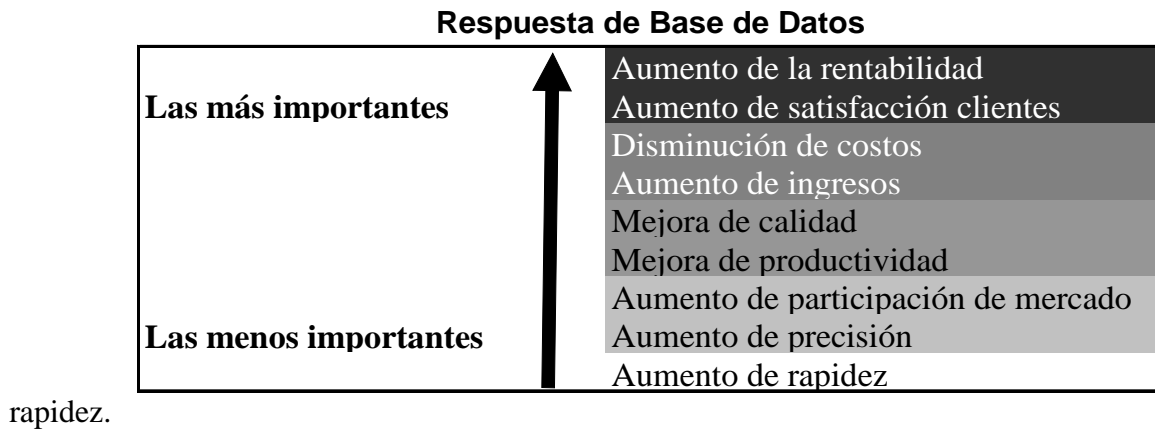 Respuesta de Base de Datos
Aumento de la rentabilidad
Las más importantes Aumento de satisfacción clientes
Disminución de costos
Aumento de ingresos
Mejora de calidad
Mejora de productividad
Aumento de participación de mercado
Las menos importantes Aumento de precisión
Aumento de rapidez
rapidez.